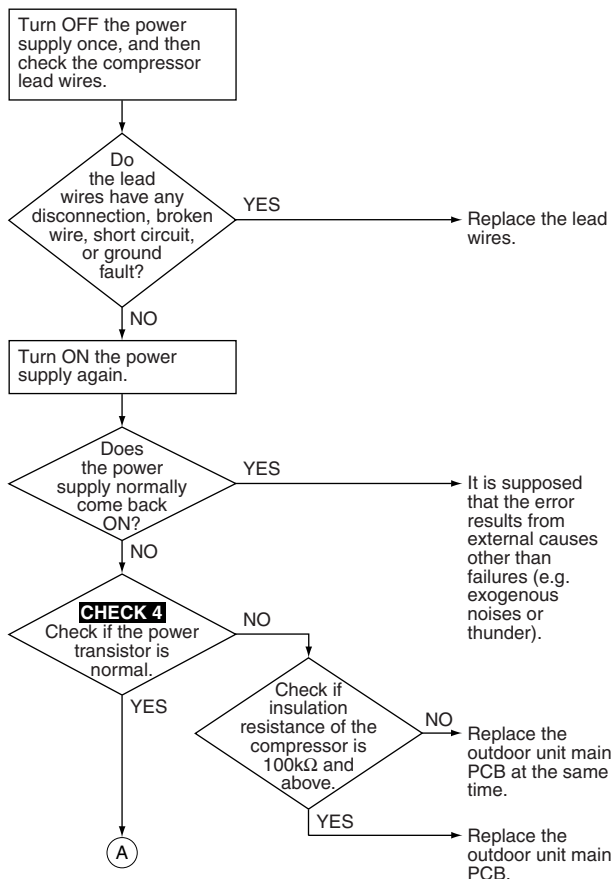 Turn OFF the power
supply once, and then
check the compressor
lead wires.
Do
the lead
wires have any
disconnection, broken
wire, short circuit,
or ground
fault?
YES
Replace the lead
wires.
NO
Turn ON the power
supply again.
Does
the power
supply normally
come back
ON?
YES
It is supposed
that the error
results from
external causes
other than
failures (e.g.
exogenous
noises or
thunder).
NO
CHECK 4
Check if the power
transistor is
normal.
NO
YES
Check if
insulation
resistance of the
compressor is
100kΩ and
above.
NO
Replace the
outdoor unit main
PCB at the same
time.
YES
Replace the
outdoor unit main
PCB.
A